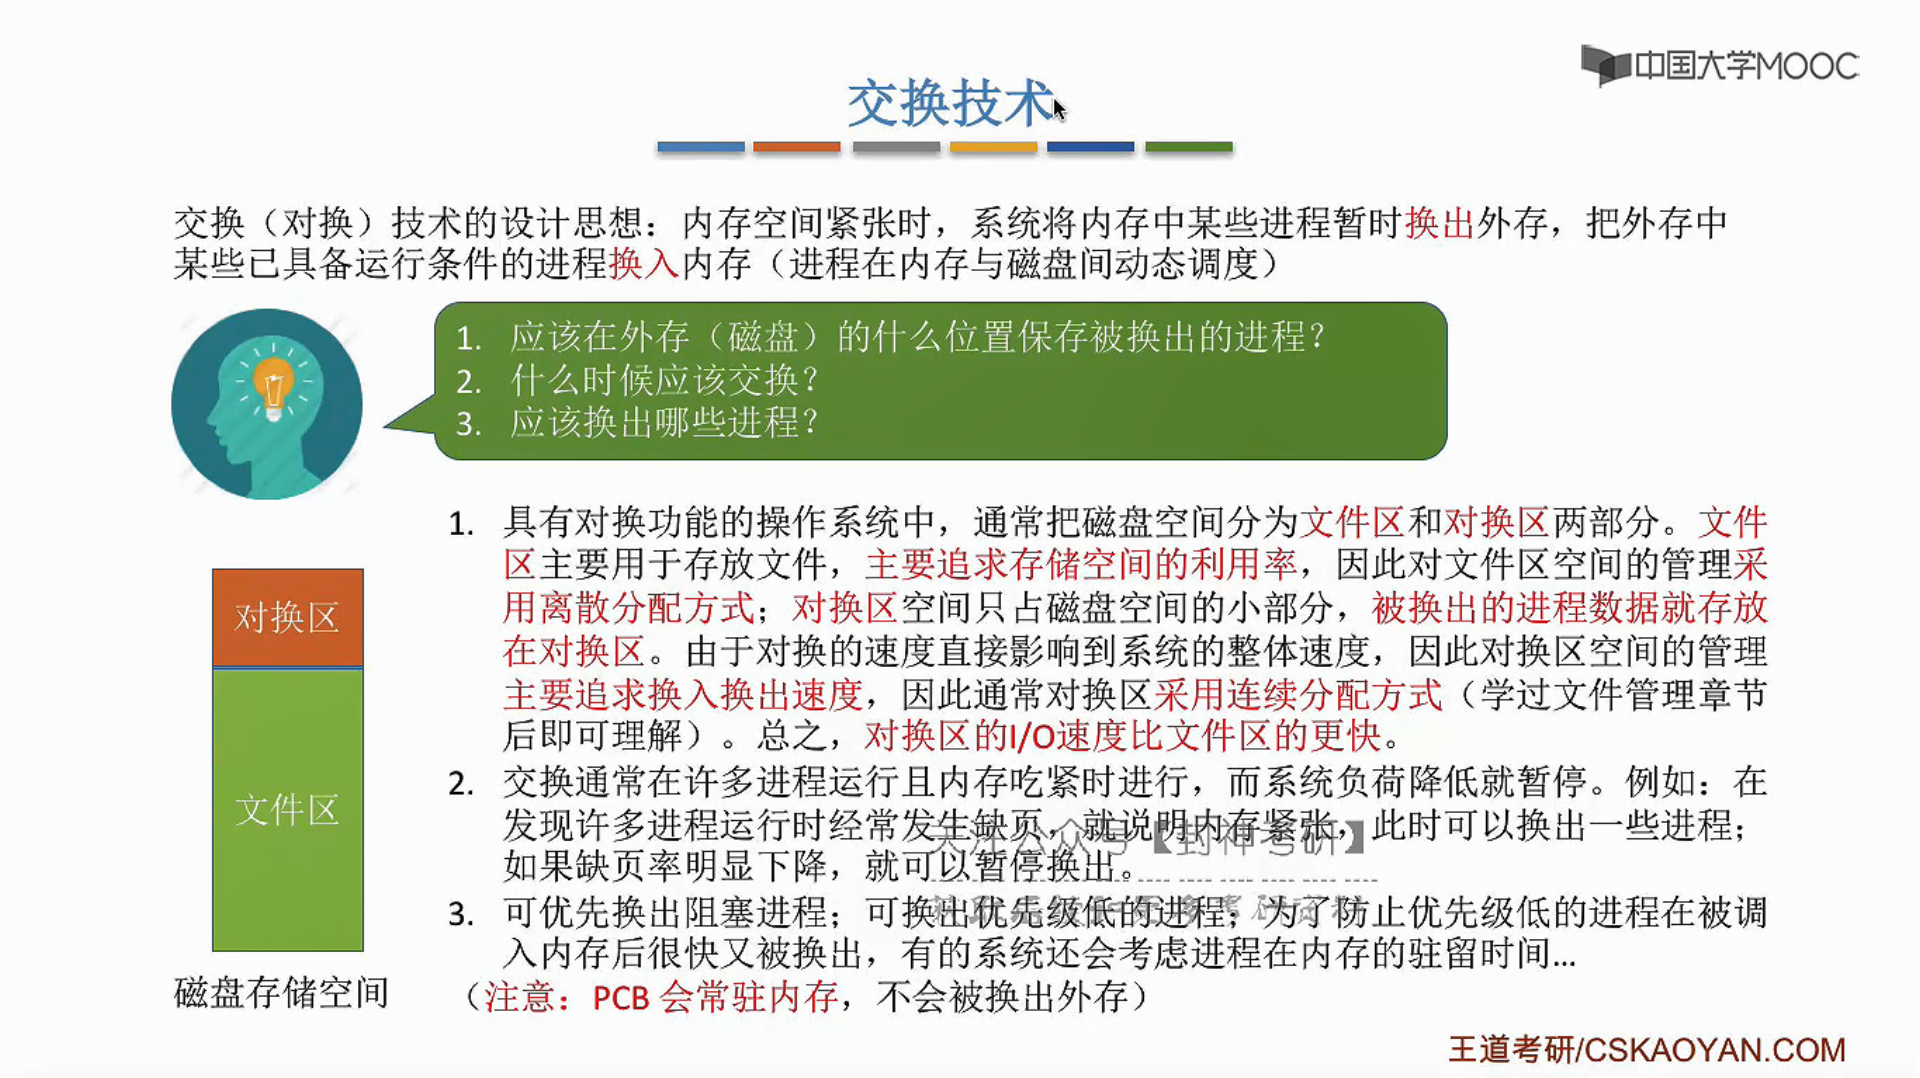 中国大学MOOC
交换技术
交换（对换）技术的设计思想：内存空间紧张时，系统将内存中某些进程暂时换出外存，把外存中
某些已具备运行条件的进程换入内存（进程在内存与磁盘间动态调度）
1. 应该在外存（磁盘）的什么位置保存被换出的进程？
2. 什么时候应该交换？
3. 应该换出哪些进程？
1. 具有对换功能的操作系统中，通常把磁盘空间分为文件区和对换区两部分。文件
区主要用于存放文件，主要追求存储空间的利用率，因此对文件区空间的管理采
用离散分配方式；对换区空间只占磁盘空间的小部分，被换出的进程数据就存放
在对换区。由于对换的速度直接影响到系统的整体速度，因此对换区空间的管理
主要追求换入换出速度，因此通常对换区采用连续分配方式（学过文件管理章节
后即可理解）。总之，对换区的I/O速度比文件区的更快。
2. 交换通常在许多进程运行且内存吃紧时进行，而系统负荷降低就暂停。例如：在
发现许多进程运行时经常发生缺页，就说明内存紧张，此时可以换出一些进程；
如果缺页率明显下降，就可以暂停换出。
3. 可优先换出阻塞进程；可换出优先级低的进程；为了防止优先级低的进程在被调
入内存后很快又被换出，有的系统还会考虑进程在内存的驻留时间…
（注意：PCB 会常驻内存，不会被换出外存）
对换区
文件区
磁盘存储空间
【封神考研】
王道考研/CSKAOYAN.COM